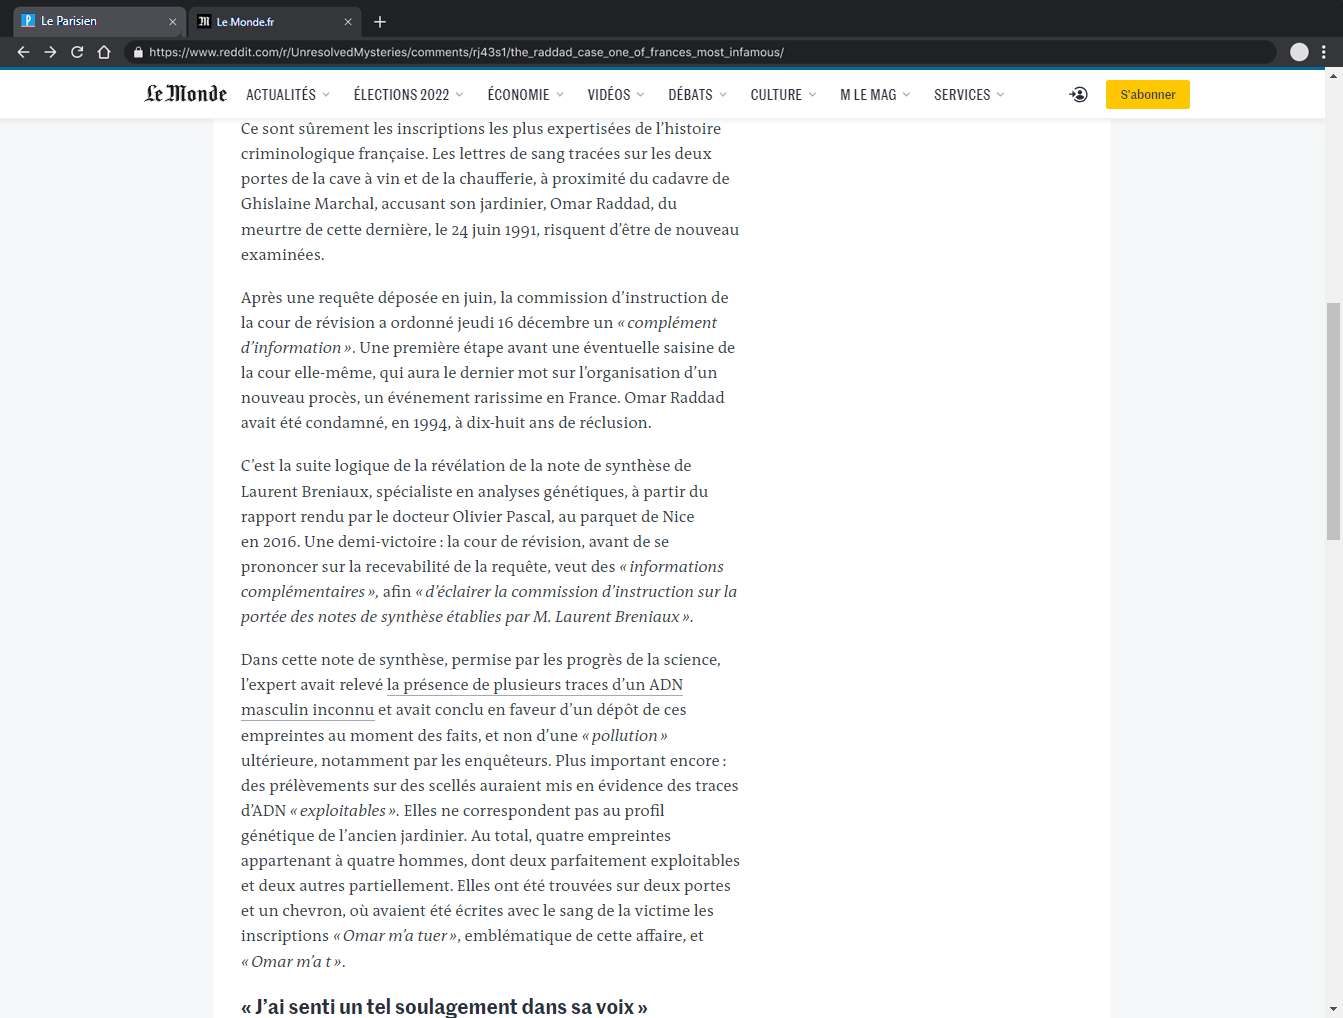 Le Parisien
Le Monde.fr
https://www.reddit.com/r/UnresolvedMysteries/comments/rj43s1/the_raddad_case_one_of_frances_most_infamous/
Le Monde ACTUALITÉS ÉLECTIONS 2022 ÉCONOMIE VIDÉOS DÉBATS CULTURE M LE MAG SERVICES S'abonner
Ce sont sûrement les inscriptions les plus expertisées de l’histoire
criminologique française. Les lettres de sang tracées sur les deux
portes de la cave à vin et de la chaufferie, à proximité du cadavre de
Ghislaine Marchal, accusant son jardinier, Omar Raddad, du
meurtre de cette dernière, le 24 juin 1991, risquent d’être de nouveau
examinées.
Après une requête déposée en juin, la commission d’instruction de
la cour de révision a ordonné jeudi 16 décembre un « complément
d’information ». Une première étape avant une éventuelle saisine de
la cour elle-même, qui aura le dernier mot sur l’organisation d’un
nouveau procès, un événement rarissime en France. Omar Raddad
avait été condamné, en 1994, à dix-huit ans de réclusion.
C’est la suite logique de la révélation de la note de synthèse de
Laurent Breniaux, spécialiste en analyses génétiques, à partir du
rapport rendu par le docteur Olivier Pascal, au parquet de Nice
en 2016. Une demi-victoire : la cour de révision, avant de se
prononcer sur la recevabilité de la requête, veut des « informations
complémentaires », afin « d’éclairer la commission d’instruction sur la
portée des notes de synthèse établies par M. Laurent Breniaux ».
Dans cette note de synthèse, permise par les progrès de la science,
l’expert avait relevé la présence de plusieurs traces d’un ADN
masculin inconnu et avait conclu en faveur d’un dépôt de ces
empreintes au moment des faits, et non d’une « pollution »
ultérieure, notamment par les enquêteurs. Plus important encore :
des prélèvements sur des scellés auraient mis en évidence des traces
d’ADN « exploitables ». Elles ne correspondent pas au profil
génétique de l’ancien jardinier. Au total, quatre empreintes
appartenant à quatre hommes, dont deux parfaitement exploitables
et deux autres partiellement. Elles ont été trouvées sur deux portes
et un chevron, où avaient été écrites avec le sang de la victime les
inscriptions « Omar m’a tuer », emblématique de cette affaire, et
« Omar m’a t ».
« J’ai senti un tel soulagement dans sa voix »